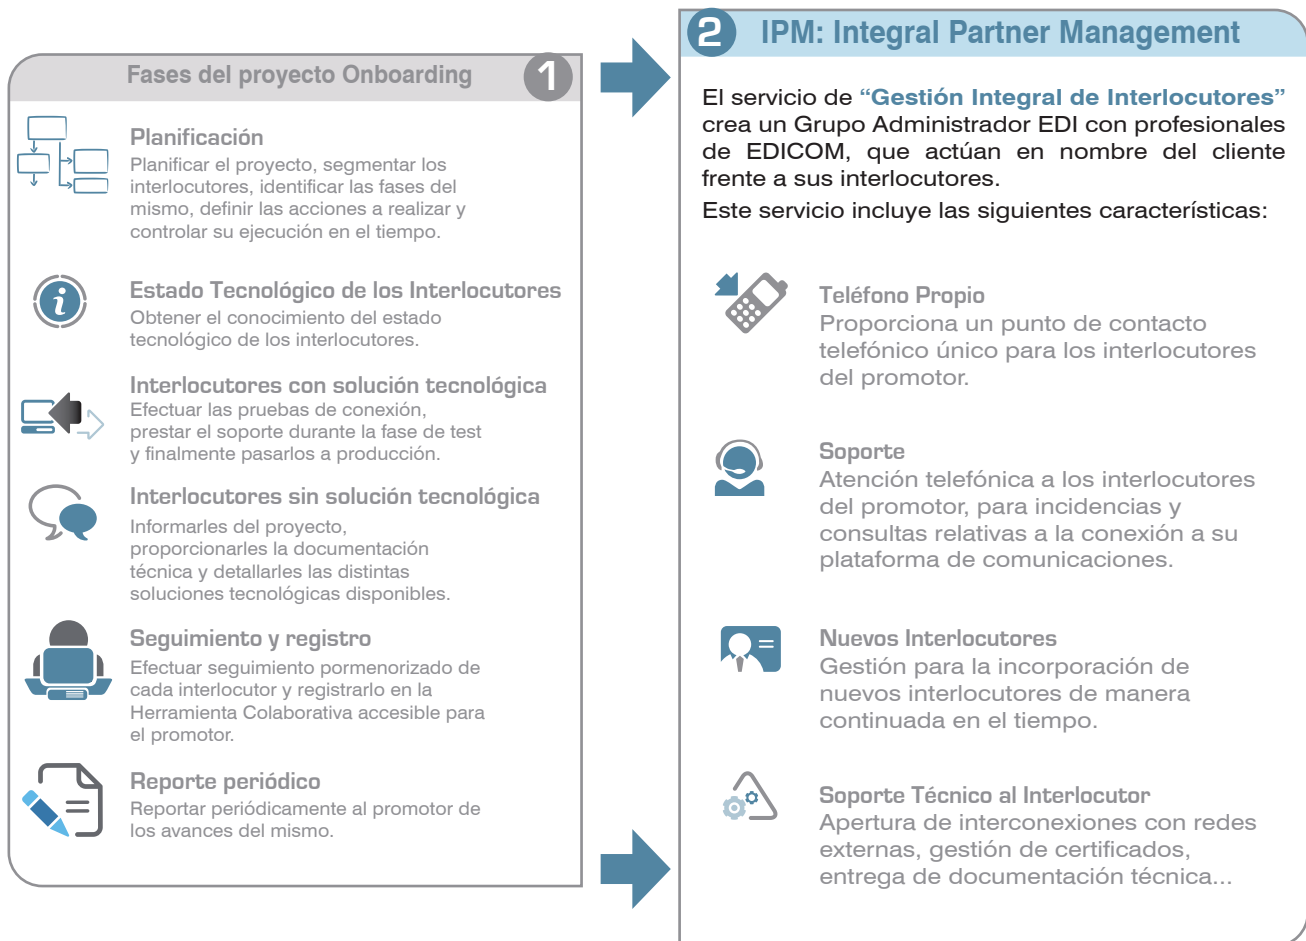 Fases del proyecto Onboarding
1
Planificación
Planificar el proyecto, segmentar los
interlocutores, identificar las fases del
mismo, definir las acciones a realizar y
controlar su ejecución en el tiempo.
Estado Tecnológico de los Interlocutores
Obtener el conocimiento del estado
tecnológico de los interlocutores.
Interlocutores con solución tecnológica
Efectuar las pruebas de conexión,
prestar el soporte durante la fase de test
y finalmente pasarlos a producción.
Interlocutores sin solución tecnológica
Informarles del proyecto,
proporcionarles la documentación
técnica y detallarles las distintas
soluciones tecnológicas disponibles.
Seguimiento y registro
Efectuar seguimiento pormenorizado de
cada interlocutor y registrarlo en la
Herramienta Colaborativa accesible para
el promotor.
Reporte periódico
Reportar periódicamente al promotor de
los avances del mismo.
2
IPM: Integral Partner Management
El servicio de “Gestión Integral de Interlocutores”
crea un Grupo Administrador EDI con profesionales
de EDICOM, que actúan en nombre del cliente
frente a sus interlocutores.
Este servicio incluye las siguientes características:
Teléfono Propio
Proporciona un punto de contacto
telefónico único para los interlocutores
del promotor.
Soporte
Atención telefónica a los interlocutores
del promotor, para incidencias y
consultas relativas a la conexión a su
plataforma de comunicaciones.
Nuevos Interlocutores
Gestión para la incorporación de
nuevos interlocutores de manera
continuada en el tiempo.
Soporte Técnico al Interlocutor
Apertura de interconexiones con redes
externas, gestión de certificados,
entrega de documentación técnica...